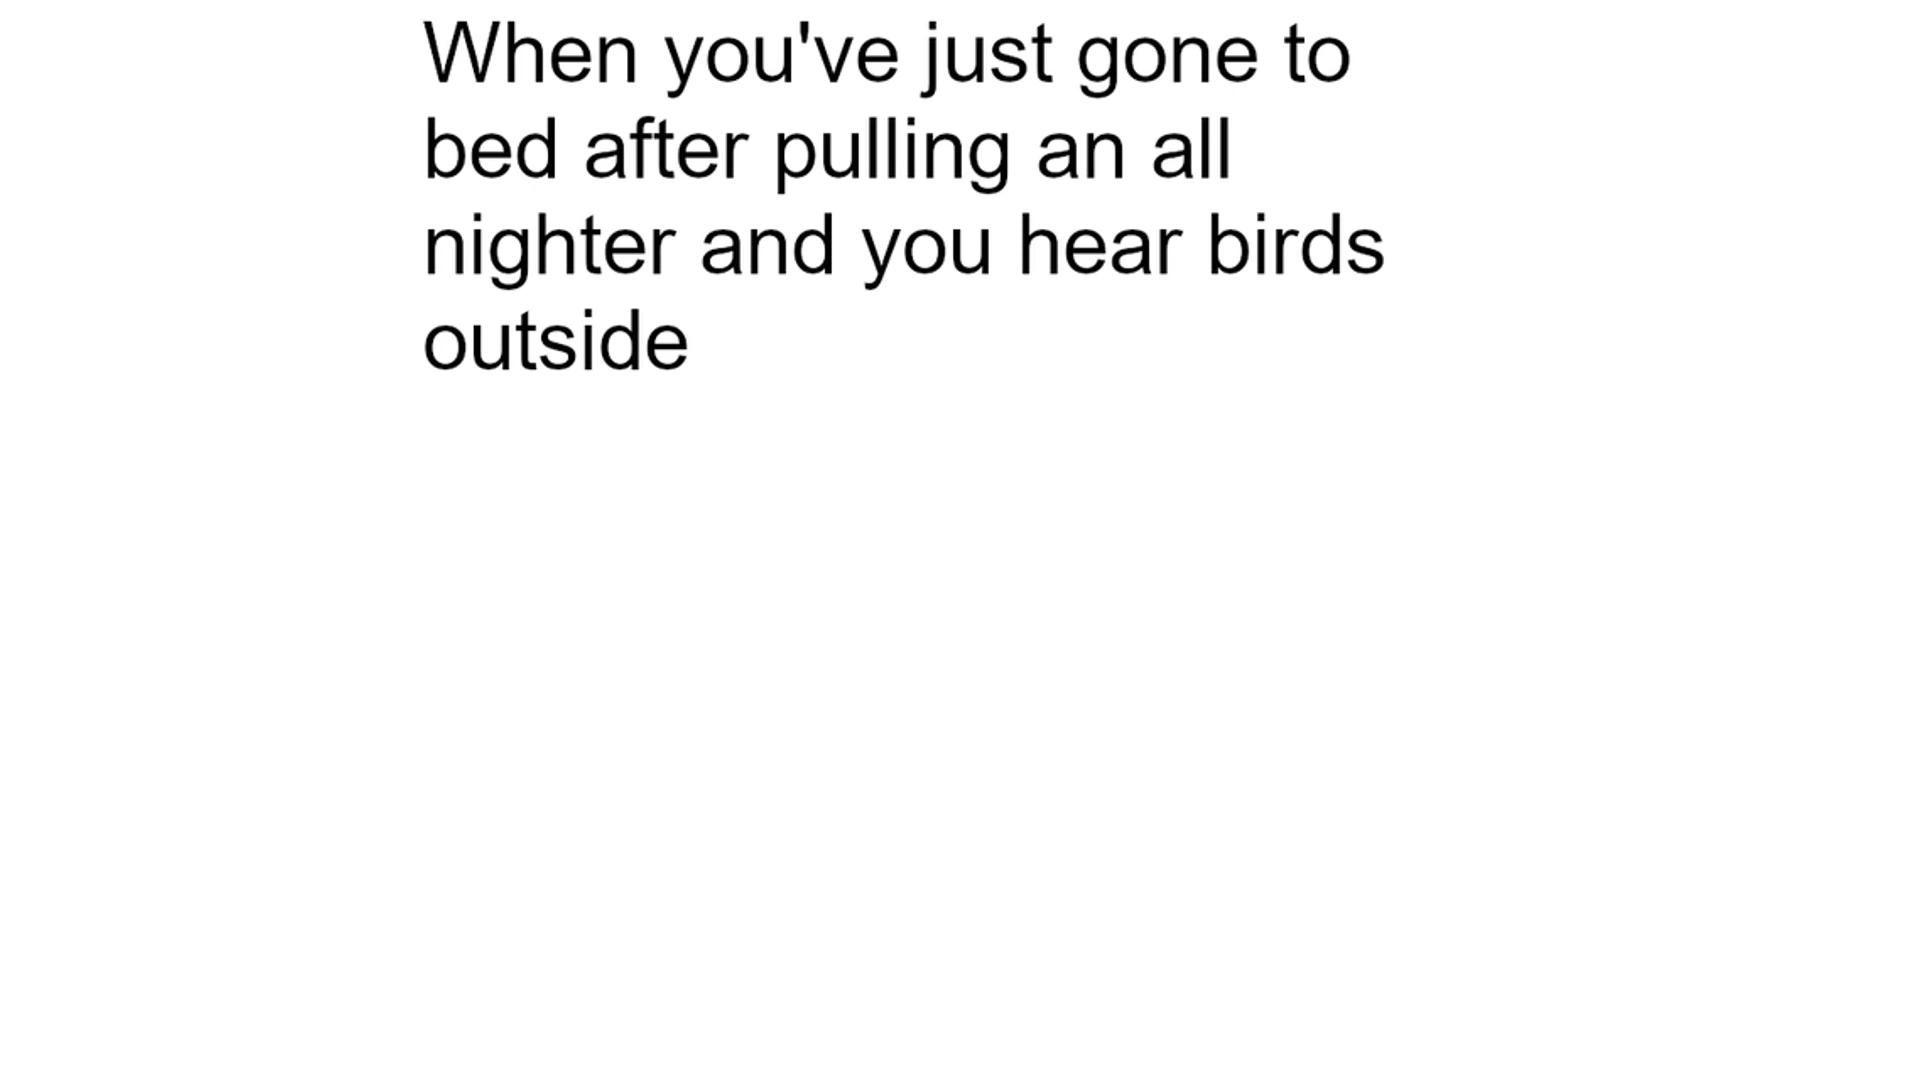 When you've just gone to
bed after pulling an all
nighter and you hear birds
outside